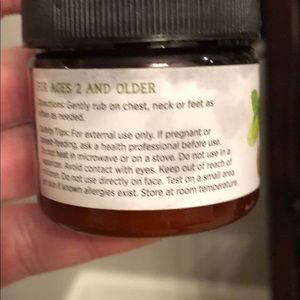 FOR AGES 2 AND OLDER
Directions: Gently rub on chest, neck or feet as
often as needed.
Safety Tips: For external use only. If pregnant or
breast-feeding, ask a health professional before use.
Do not heat in microwave or on a stove. Do not use in a
vaporizer. Avoid contact with eyes. Keep out of reach of
children. Do not use directly on face. Test on a small area
of skin if known allergies exist. Store at room temperature.